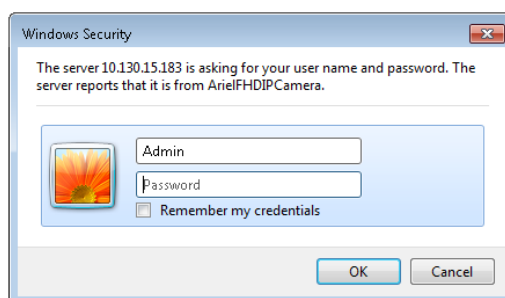 Windows Security
The server 10.130.15.183 is asking for your user name and password. The
server reports that it is from ArielFHDIPCamera.
Admin
Password
Remember my credentials
OK
Cancel